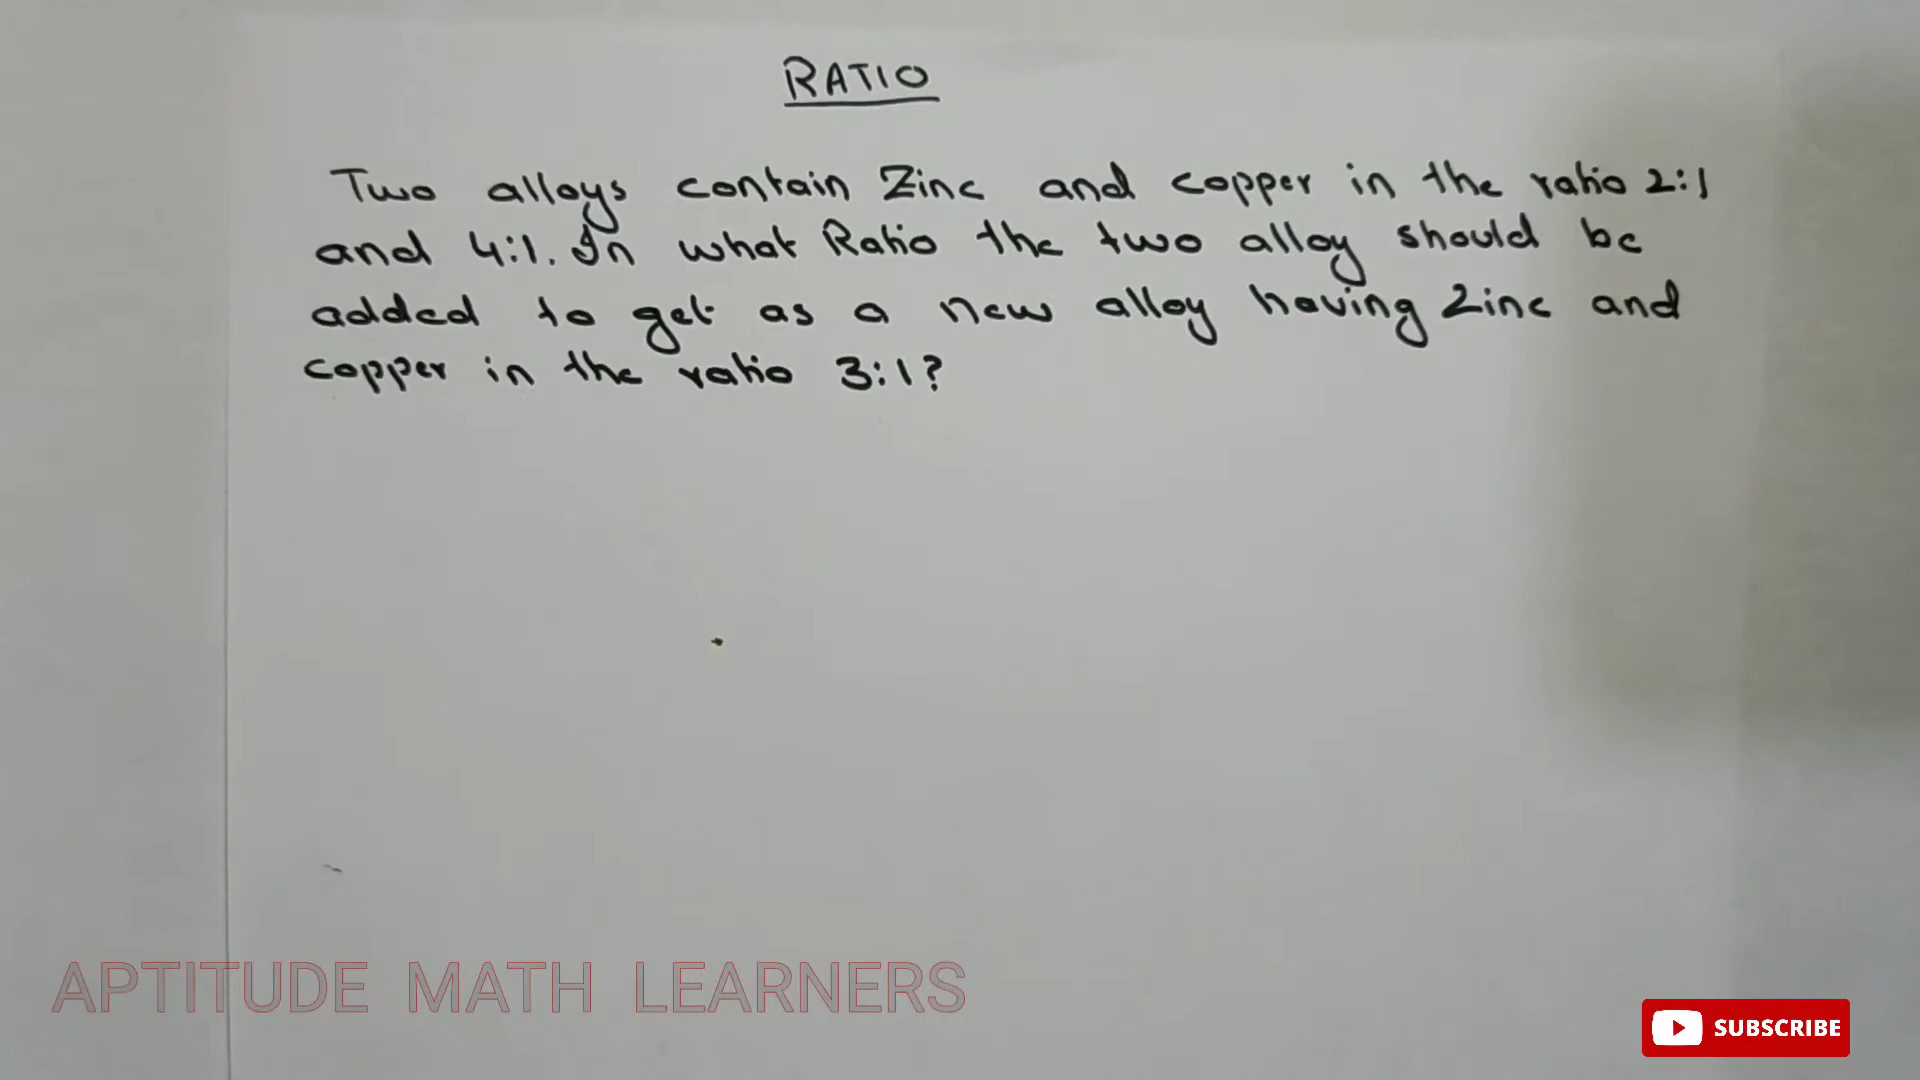 RATIO
Two alloys contain Zinc and copper in the ratio 2:1
and 4:1. In what Ratio the two alloy should be
added to get as a new alloy having Zinc and
copper in the ratio 3:1?
APTITUDE MATH LEARNERS
SUBSCRIBE